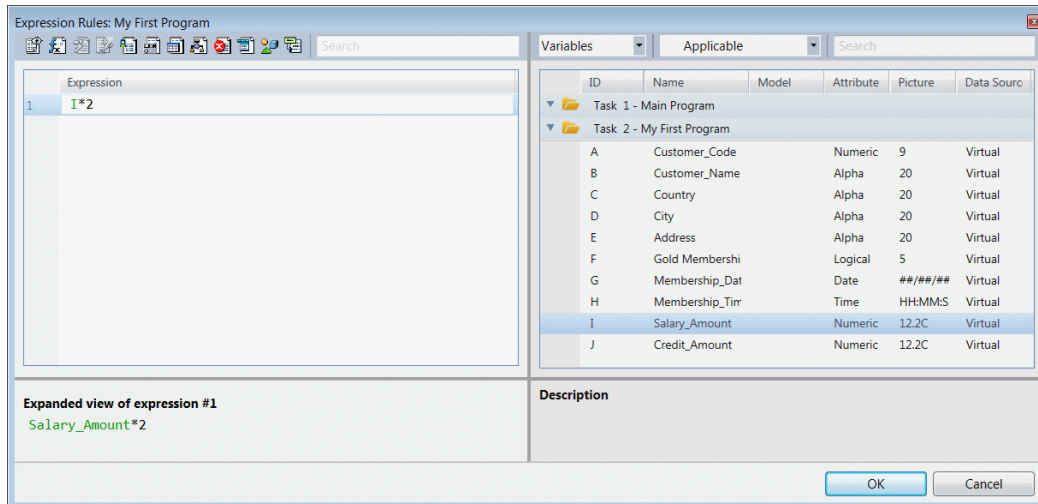 Expression Rules: My First Program
Search
Variables
Applicable
Search
Expression
1 I*2
ID Name Model Attribute Picture Data Sourc
Task 1 - Main Program
Task 2 - My First Program
A Customer_Code Numeric 9 Virtual
B Customer_Name Alpha 20 Virtual
C Country Alpha 20 Virtual
D City Alpha 20 Virtual
E Address Alpha 20 Virtual
F Gold Membershi Logical 5 Virtual
G Membership_Dat Date ##/##/## Virtual
H Membership_Tim Time HH:MM:S Virtual
I Salary_Amount Numeric 12.2C Virtual
J Credit_Amount Numeric 12.2C Virtual
Expanded view of expression #1
Salary_Amount*2
Description
OK
Cancel